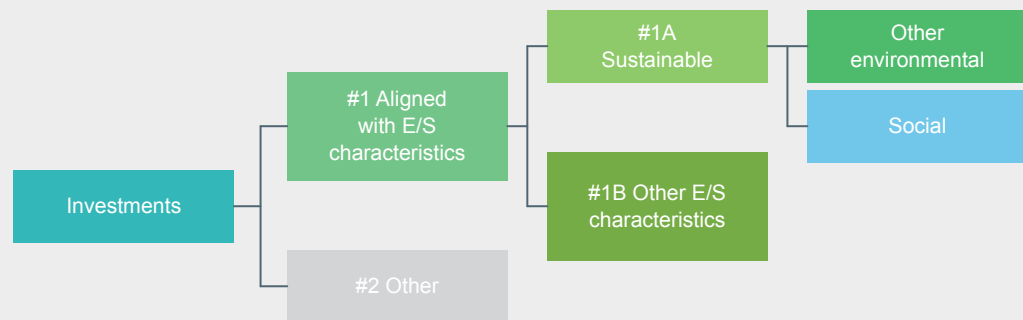 #1A
Sustainable
Other
environmental
#1 Aligned
with E/S
characteristics
Social
Investments
#1B Other E/S
characteristics
#2 Other